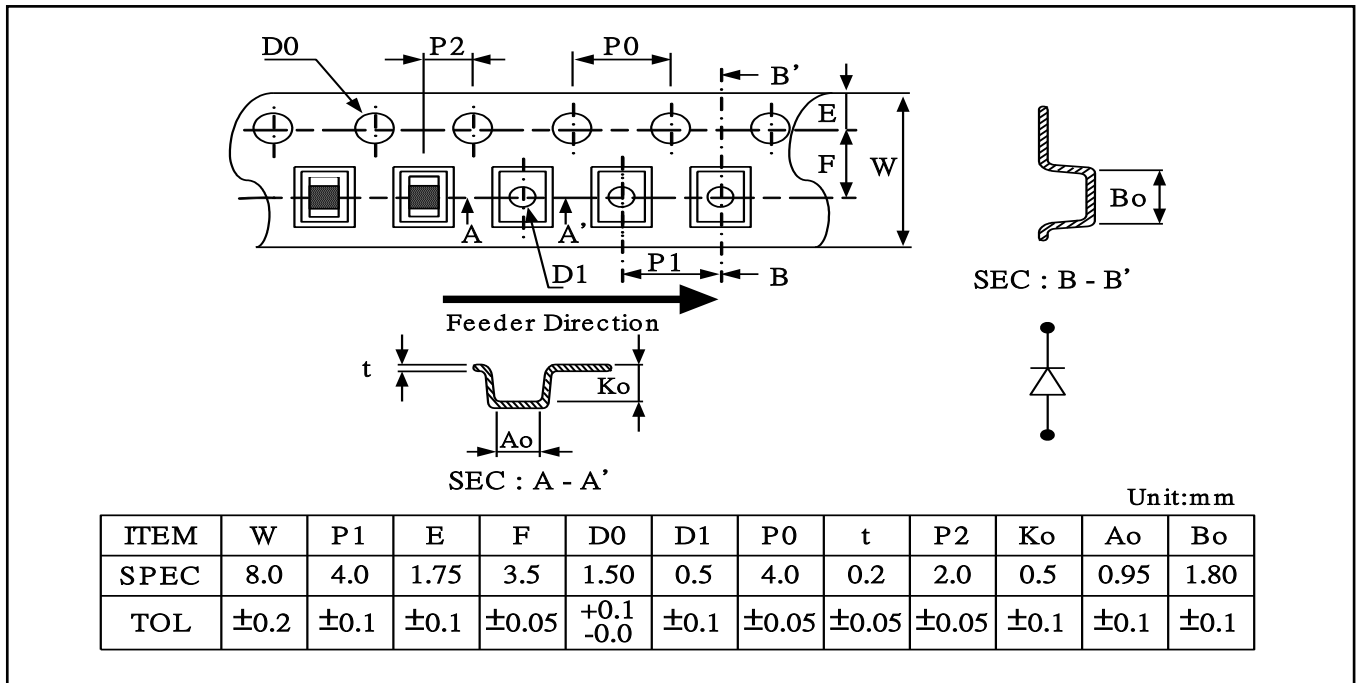 D0
P2
P0
B’
E
F
W
A
A’
D1
P1
B
Bo
SEC : B - B’
Feeder Direction
t
Ko
Ao
SEC : A - A’
Unit:mm
ITEM W P1 E F D0 D1 P0 t P2 Ko Ao Bo
SPEC 8.0 4.0 1.75 3.5 1.50 0.5 4.0 0.2 2.0 0.5 0.95 1.80
TOL ±0.2 ±0.1 ±0.1 ±0.05 +0.1 -0.0 ±0.1 ±0.05 ±0.05 ±0.05 ±0.1 ±0.1 ±0.1